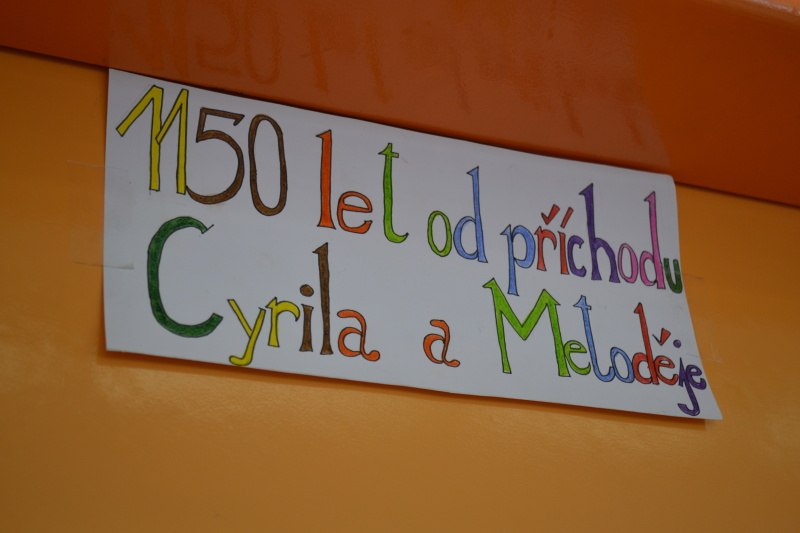 1150 let od příchodu
Cyrila a Metoděje